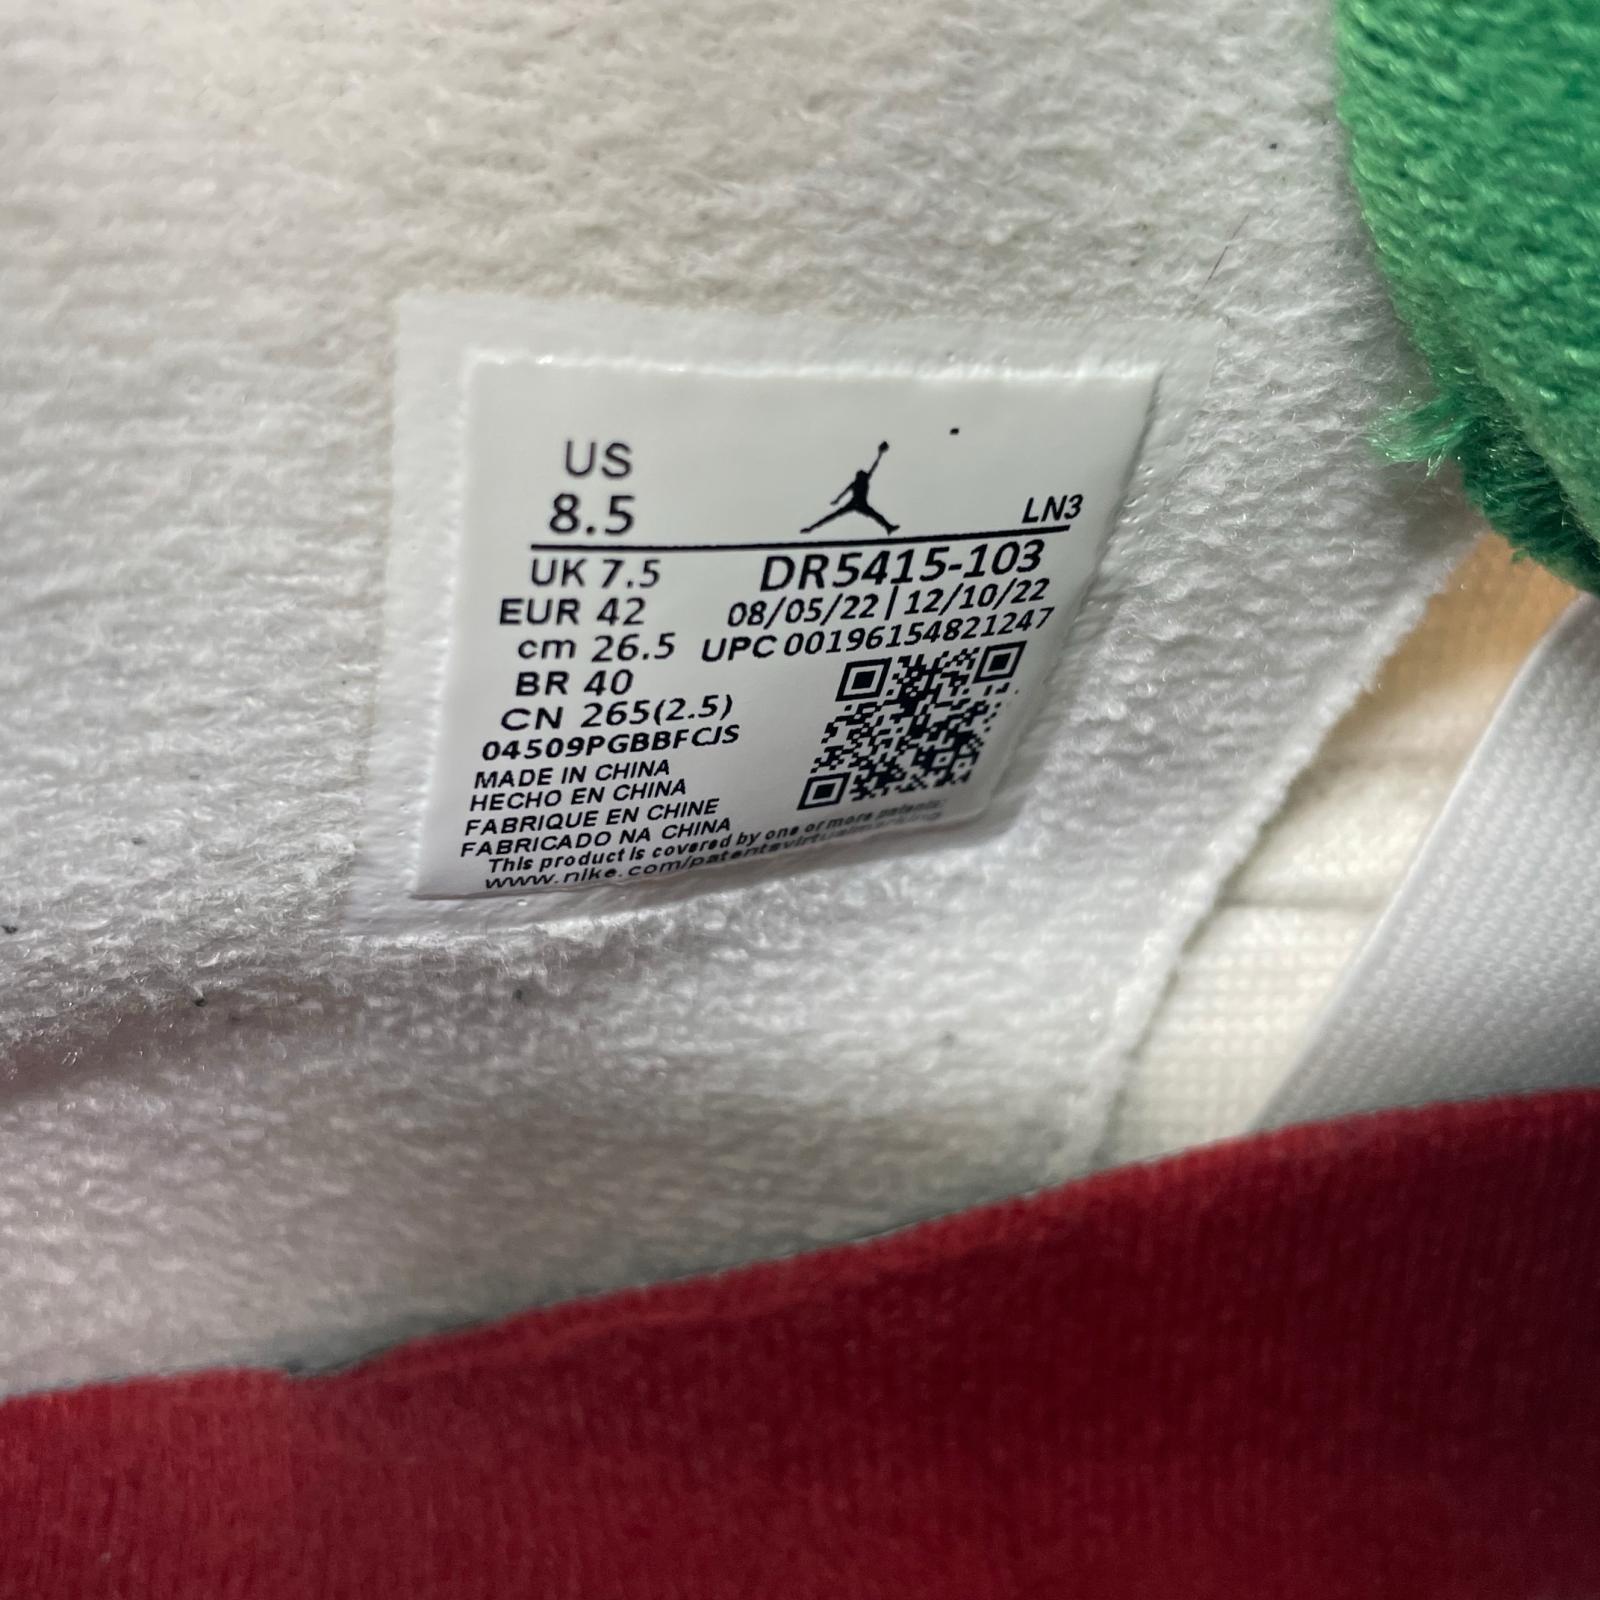 US
8.5
LN3
UK 7.5
DR5415-103
EUR 42
08/05/22 | 12/10/22
cm 26.5
UPC 00196154821247
BR 40
CN 265(2.5)
04509PGBBFCJS
MADE IN CHINA
HECHO EN CHINA
FABRIQUE EN CHINE
FABRICADO NA CHINA
This product is covered by one or more patents:
www.nike.com/patentsvirtualmarking